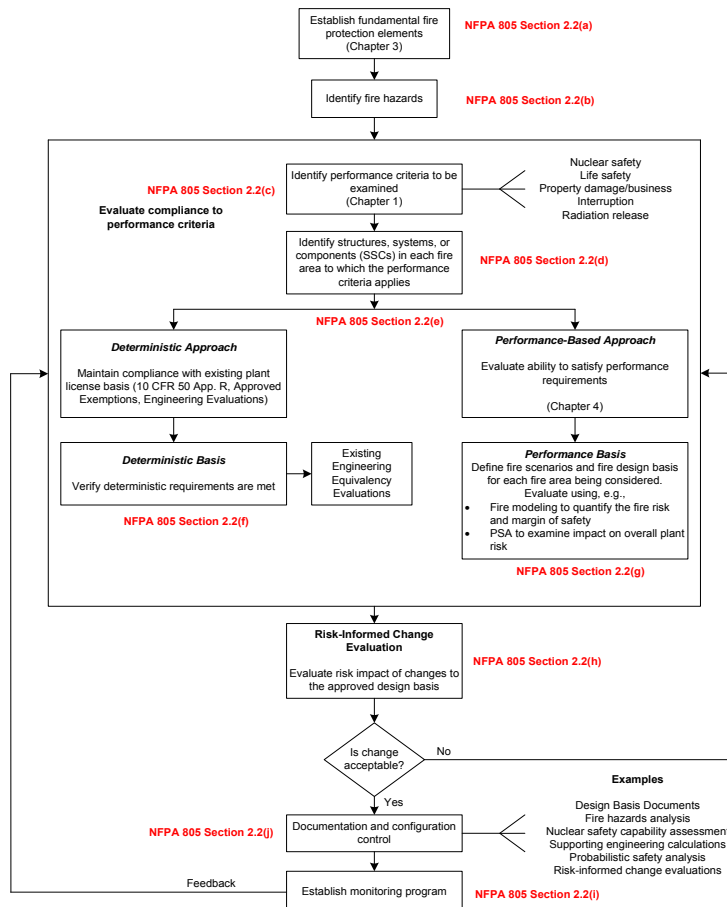 Establish fundamental fire
protection elements
(Chapter 3)
NFPA 805 Section 2.2(a)
Identify fire hazards
NFPA 805 Section 2.2(b)
NFPA 805 Section 2.2(c)
Identify performance criteria to be
examined
(Chapter 1)
Nuclear safety
Life safety
Property damage/business
Interruption
Radiation release
Evaluate compliance to
performance criteria
Identify structures, systems, or
components (SSCs) in each fire
area to which the performance
criteria applies
NFPA 805 Section 2.2(d)
NFPA 805 Section 2.2(e)
Deterministic Approach
Maintain compliance with existing plant
license basis (10 CFR 50 App. R, Approved
Exemptions, Engineering Evaluations)
Performance-Based Approach
Evaluate ability to satisfy performance
requirements
(Chapter 4)
Deterministic Basis
Verify deterministic requirements are met
Existing
Engineering
Equivalency
Evaluations
NFPA 805 Section 2.2(f)
Performance Basis
Define fire scenarios and fire design basis
for each fire area being considered.
Evaluate using, e.g.,
• Fire modeling to quantify the fire risk
and margin of safety
• PSA to examine impact on overall plant
risk
NFPA 805 Section 2.2(g)
Risk-Informed Change
Evaluation
Evaluate risk impact of changes to
the approved design basis
NFPA 805 Section 2.2(h)
Is change
acceptable?
No
Yes
Examples
Design Basis Documents
Fire hazards analysis
Nuclear safety capability assessment
Supporting engineering calculations
Probabilistic safety analysis
Risk-informed change evaluations
NFPA 805 Section 2.2(j)
Documentation and configuration
control
Feedback
Establish monitoring program
NFPA 805 Section 2.2(i)